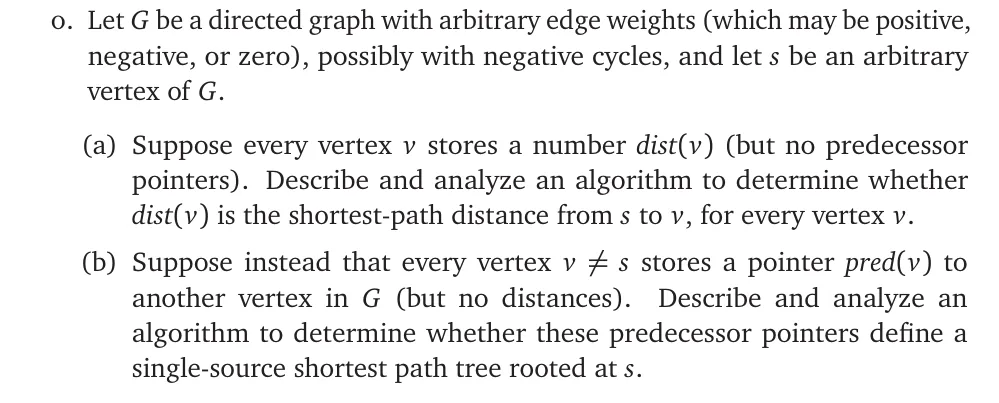 0. Let G be a directed graph with arbitrary edge weights (which may be positive,
negative, or zero), possibly with negative cycles, and let s be an arbitrary
vertex of G.
(a) Suppose every vertex v stores a number dist(v) (but no predecessor
pointers). Describe and analyze an algorithm to determine whether
dist(v) is the shortest-path distance from s to v, for every vertex v.
(b) Suppose instead that every vertex v ≠ s stores a pointer pred(v) to
another vertex in G (but no distances). Describe and analyze an
algorithm to determine whether these predecessor pointers define a
single-source shortest path tree rooted at s.